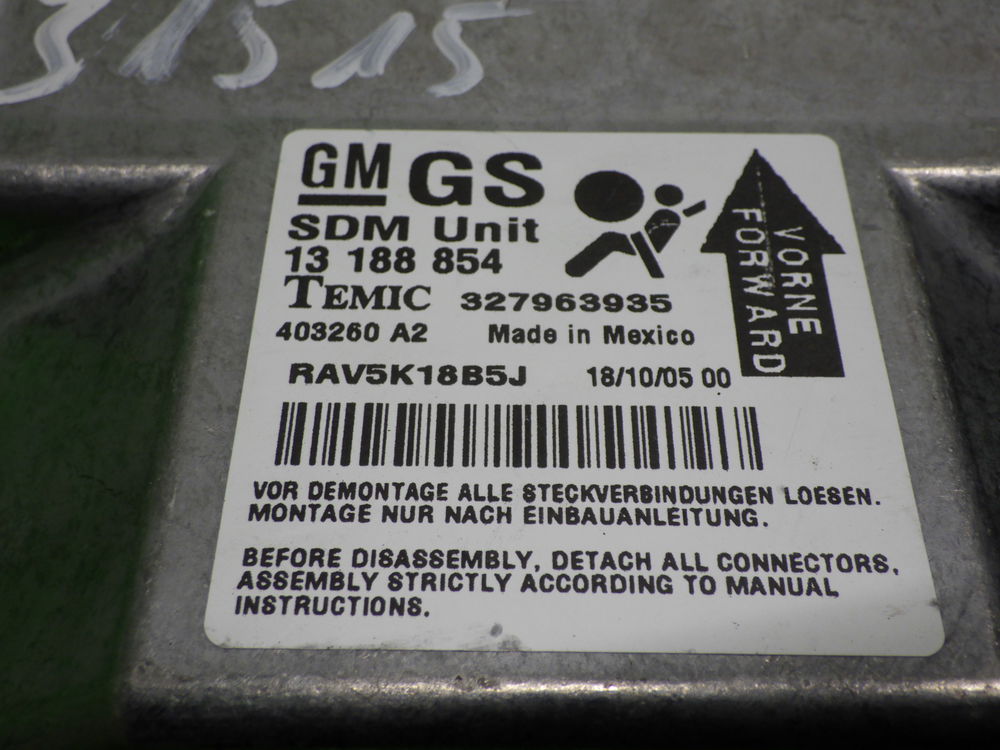 31515
GM GS
SDM Unit
13 188 854
TEMIC 327963935
403260 A2 Made in Mexico
RAV5K18B5J 18/10/05 00
VORNE
FORWARD
VOR DEMONTAGE ALLE STECKVERBINDUNGEN LOESEN.
MONTAGE NUR NACH EINBAUANLEITUNG.
BEFORE DISASSEMBLY, DETACH ALL CONNECTORS,
ASSEMBLY STRICTLY ACCORDING TO MANUAL
INSTRUCTIONS.